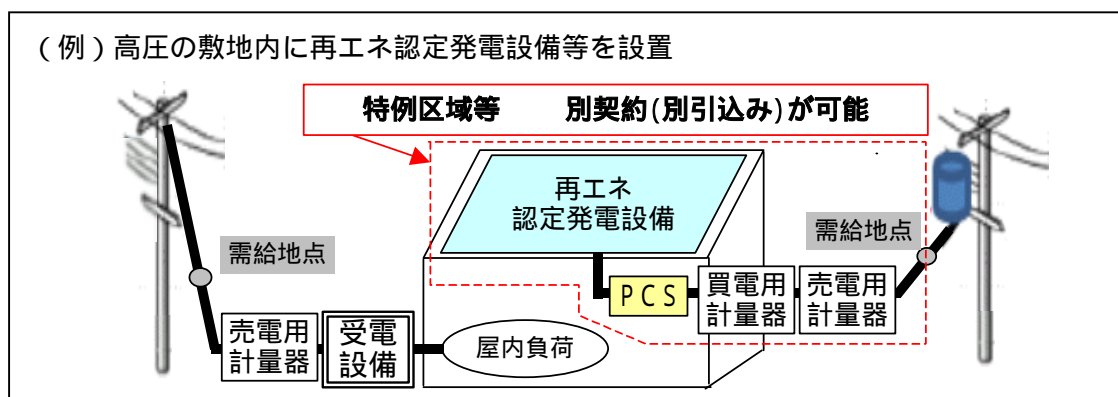 （例）高圧の敷地内に再エネ認定発電設備等を設置
特例区域等　　別契約(別引込み)が可能
再エネ
認定発電設備
需給地点
需給地点
ＰＣＳ
買電用
計量器
売電用
計量器
売電用
計量器
受電
設備
屋内負荷